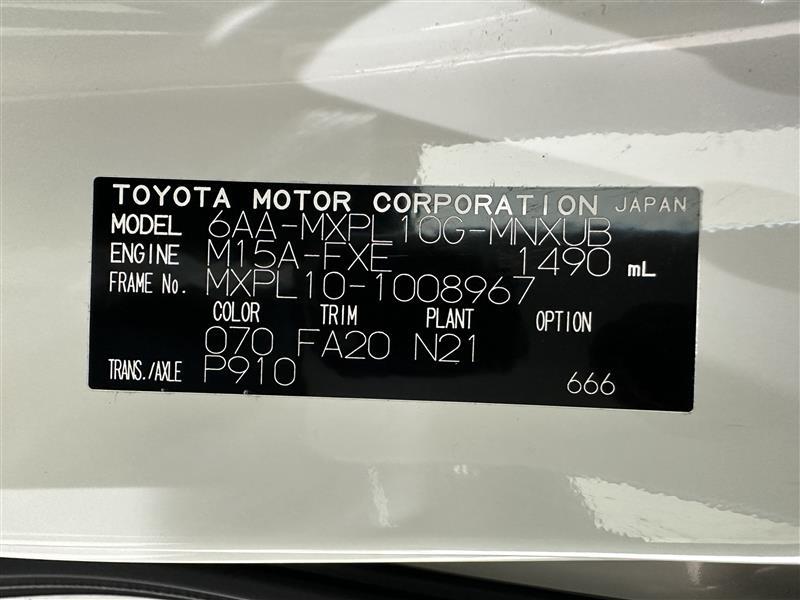 TOYOTA MOTOR CORPORATION JAPAN
MODEL 6AA-MXPL10G-MNXUB
ENGINE M15A-FXE 1490 mL
FRAME No. MXPL10-1008967
COLOR TRIM PLANT OPTION
070 FA20 N21
TRANS./AXLE P910 666